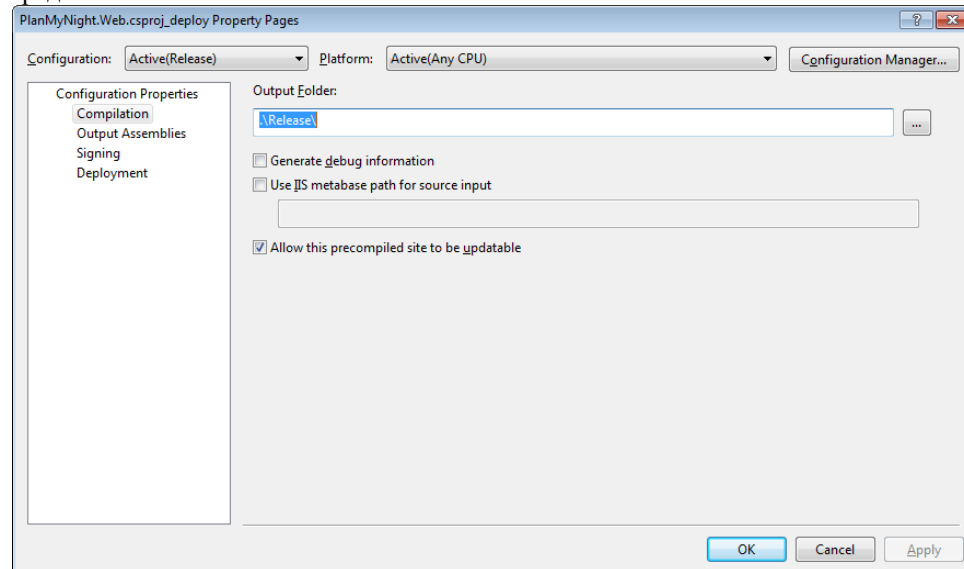 PlanMyNight.Web.csproj_deploy Property Pages
Configuration: Active(Release) Platform: Active(Any CPU) Configuration Manager...
Configuration Properties
Compilation
Output Assemblies
Signing
Deployment
Output Folder:
.\Release\
...
Generate debug information
Use IIS metabase path for source input
Allow this precompiled site to be updatable
OK Cancel Apply